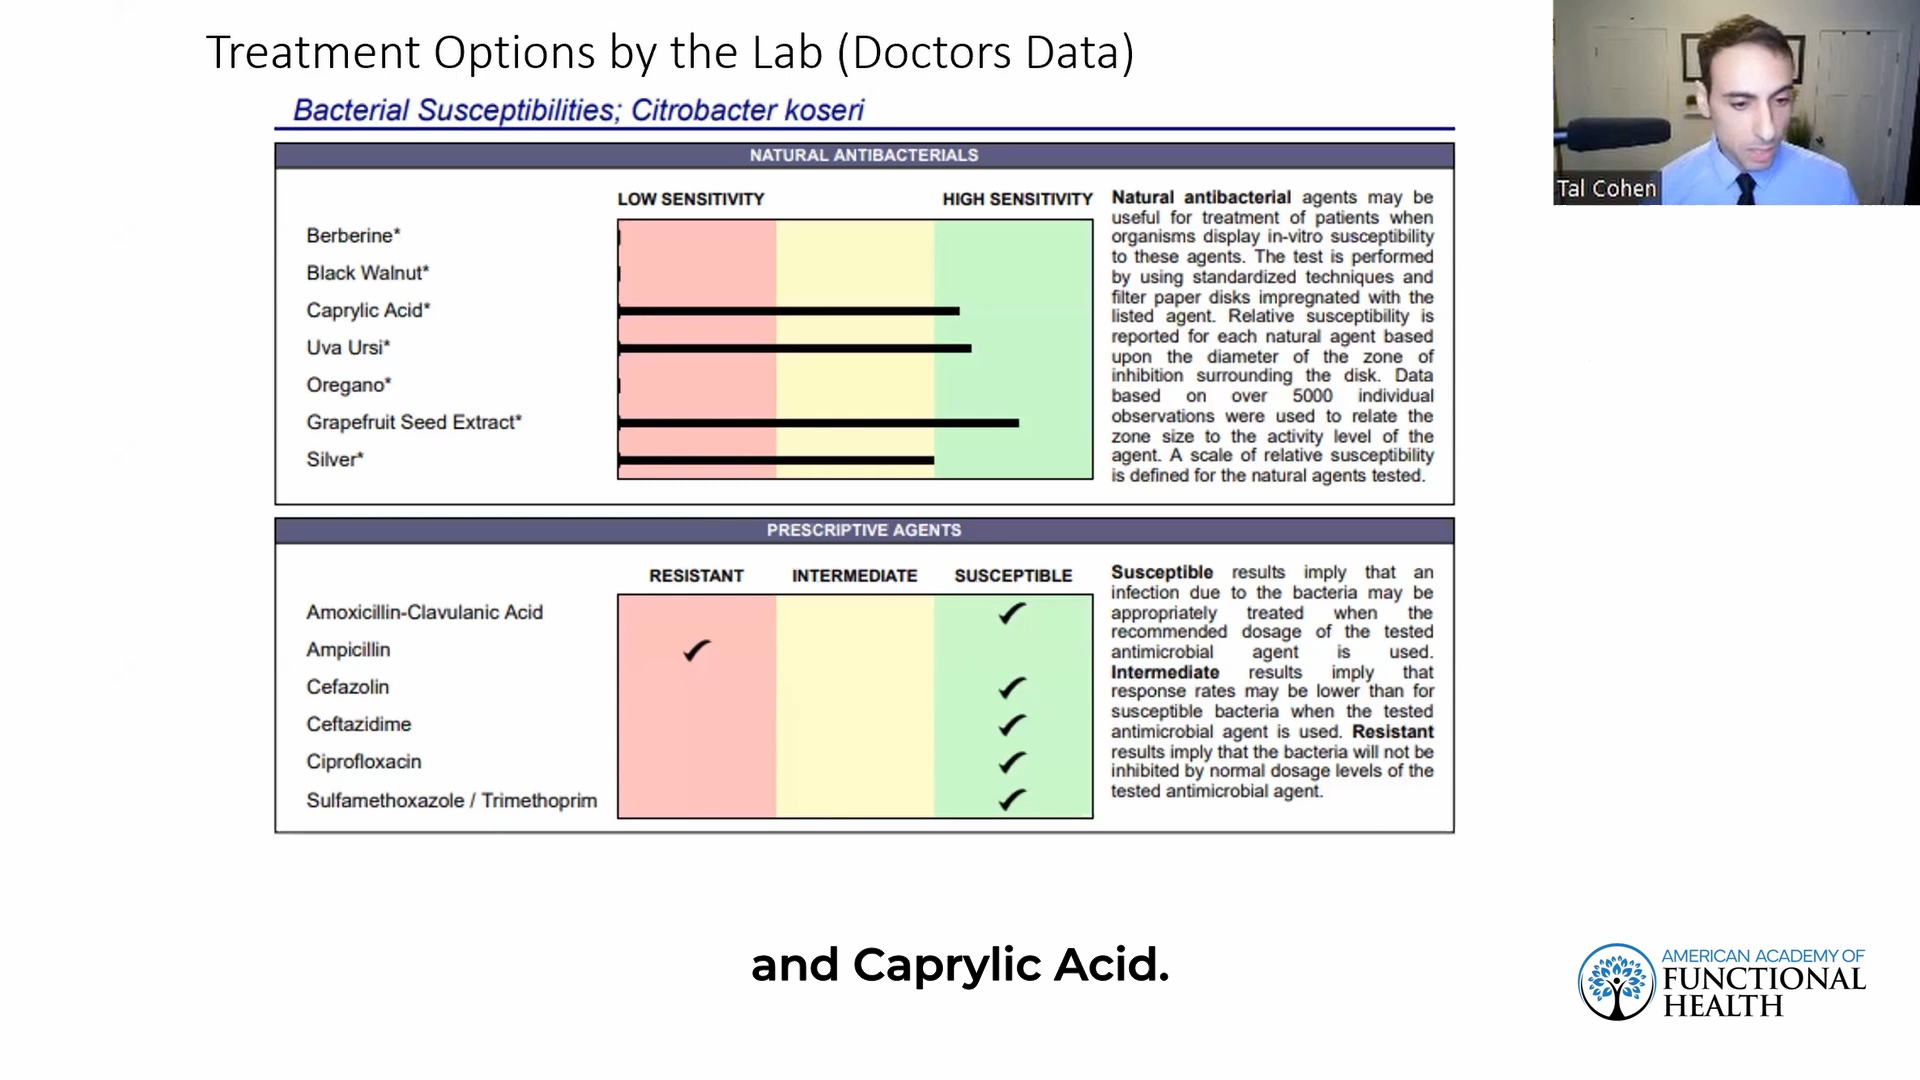 Treatment Options by the Lab (Doctors Data)
Tal Cohen
Bacterial Susceptibilities; Citrobacter koseri
NATURAL ANTIBACTERIALS
LOW SENSITIVITY
HIGH SENSITIVITY
Berberine*
Black Walnut*
Caprylic Acid*
Uva Ursi*
Oregano*
Grapefruit Seed Extract*
Silver*
Natural antibacterial agents may be
useful for treatment of patients when
organisms display in-vitro susceptibility
to these agents. The test is performed
by using standardized techniques and
filter paper disks impregnated with the
listed agent. Relative susceptibility is
reported for each natural agent based
upon the diameter of the zone of
inhibition surrounding the disk. Data
based on over 5000 individual
observations were used to relate the
zone size to the activity level of the
agent. A scale of relative susceptibility
is defined for the natural agents tested.
PRESCRIPTIVE AGENTS
RESISTANT
INTERMEDIATE
SUSCEPTIBLE
Amoxicillin-Clavulanic Acid
Ampicillin
Cefazolin
Ceftazidime
Ciprofloxacin
Sulfamethoxazole / Trimethoprim
Susceptible results imply that an
infection due to the bacteria may be
appropriately treated when the
recommended dosage of the tested
antimicrobial agent is used.
Intermediate results imply that
response rates may be lower than for
susceptible bacteria when the tested
antimicrobial agent is used. Resistant
results imply that the bacteria will not be
inhibited by normal dosage levels of the
tested antimicrobial agent.
and Caprylic Acid.
AMERICAN ACADEMY OF
FUNCTIONAL
HEALTH